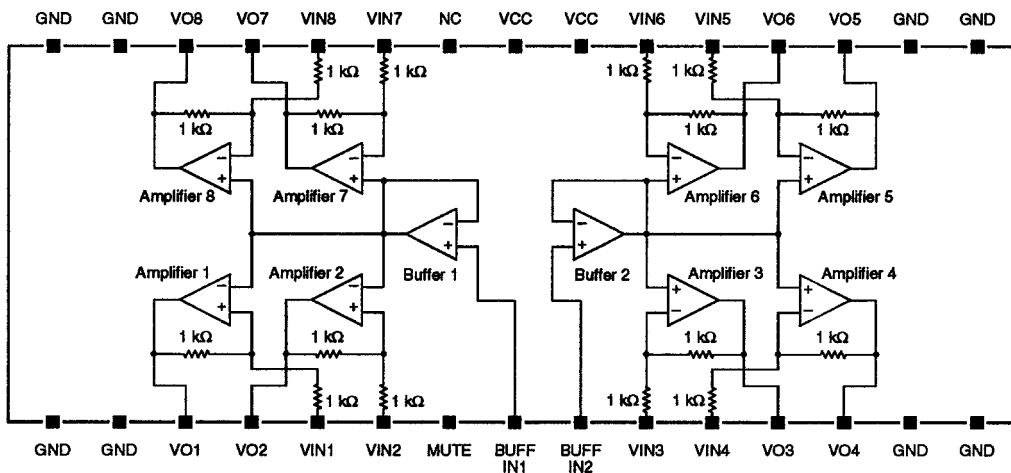 GND GND VO8 VO7 VIN8 VIN7 NC VCC VCC VIN6 VIN5 VO6 VO5 GND GND
1 kΩ 1 kΩ 1 kΩ 1 kΩ
1 kΩ 1 kΩ 1 kΩ 1 kΩ
− + − + − + − +
Amplifier 8 Amplifier 7 Amplifier 6 Amplifier 5
− + − +
Amplifier 1 Amplifier 2 Buffer 1 Buffer 2 Amplifier 3 Amplifier 4
− + − + + − + −
1 kΩ 1 kΩ 1 kΩ 1 kΩ
1 kΩ 1 kΩ 1 kΩ 1 kΩ
GND GND VO1 VO2 VIN1 VIN2 MUTE BUFF IN1 BUFF IN2 VIN3 VIN4 VO3 VO4 GND GND